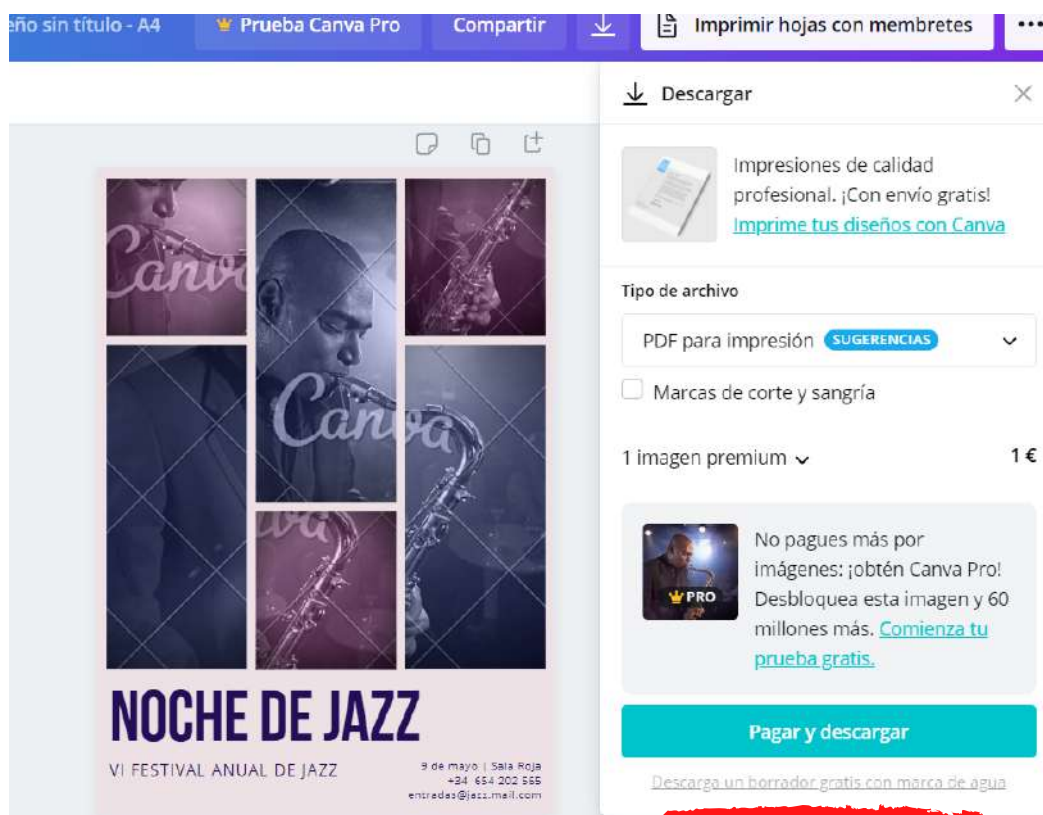 eño sin título - A4
Prueba Canva Pro
Compartir
Imprimir hojas con membretes
Descargar
Impresiones de calidad
profesional. ¡Con envío gratis!
Imprime tus diseños con Canva
Tipo de archivo
PDF para impresión SUGERENCIAS
Marcas de corte y sangría
1 imagen premium 1 €
No pagues más por
imágenes: ¡obtén Canva Pro!
Desbloquea esta imagen y 60
millones más. Comienza tu
prueba gratis.
PRO
Pagar y descargar
Descarga un borrador gratis con marca de agua
Canva
Canva
NOCHE DE JAZZ
VI FESTIVAL ANUAL DE JAZZ
9 de mayo | Sala Roja
+34 654 202 565
entradas@jazz.mail.com